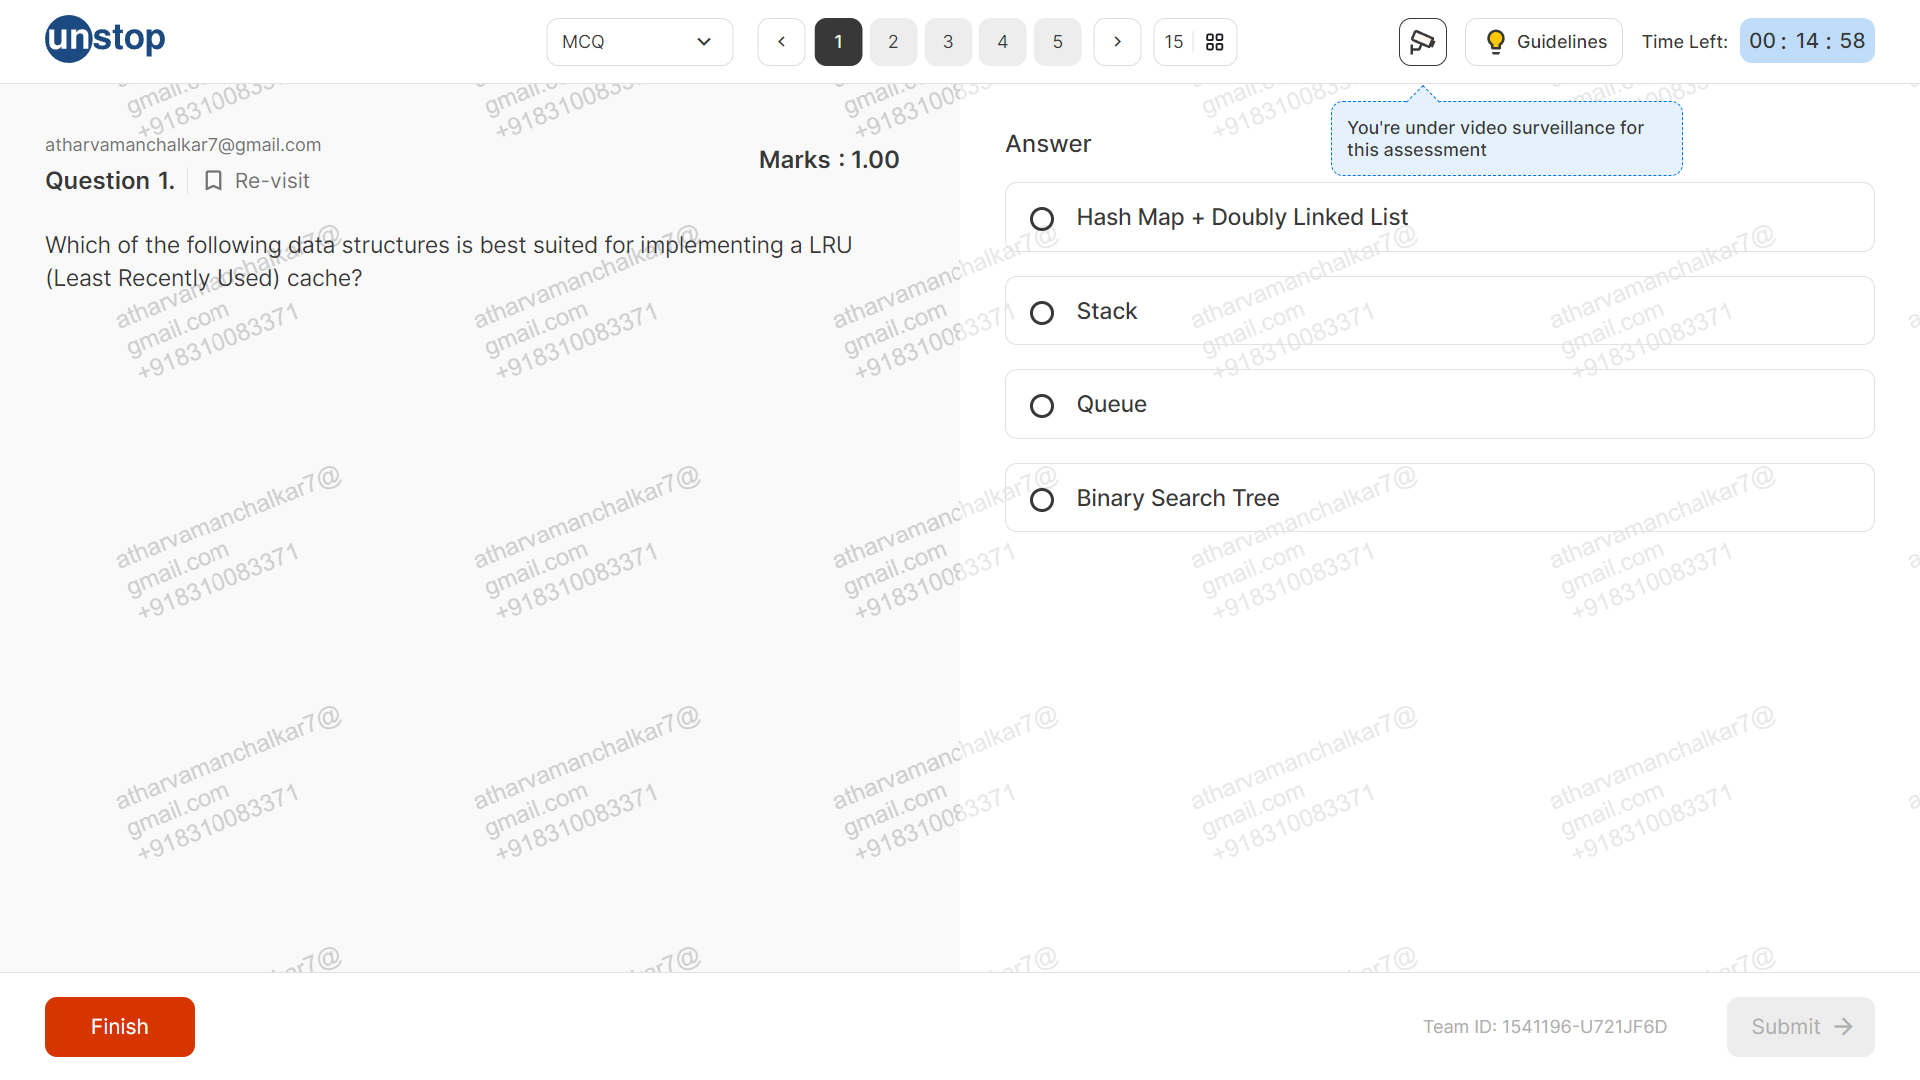 unstop
MCQ
1
2
3
4
5
15
Guidelines
Time Left:
00 : 14 : 58
You're under video surveillance for
this assessment
atharvamanchalkar7@gmail.com
Marks : 1.00
Question 1.
Re-visit
Which of the following data structures is best suited for implementing a LRU
(Least Recently Used) cache?
Answer
Hash Map + Doubly Linked List
Stack
Queue
Binary Search Tree
atharvamanchalkar7@
gmail.com
+918310083371
Finish
Team ID: 1541196-U721JF6D
Submit